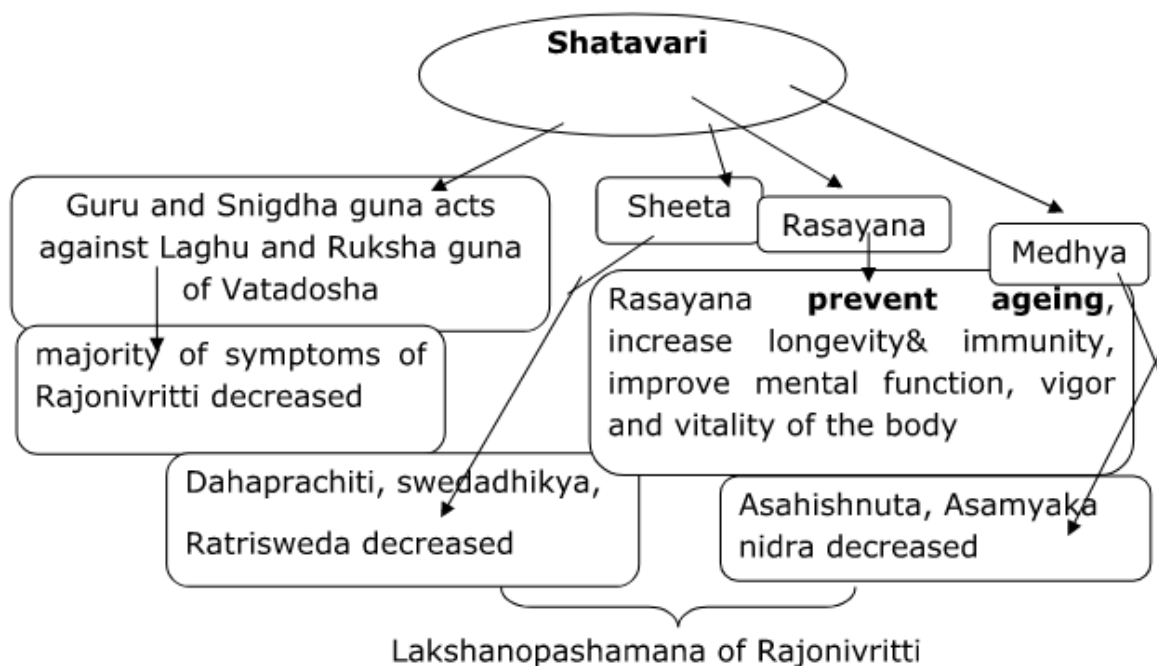 Shatavari
Guru and Snigdha guna acts
against Laghu and Ruksha guna
of Vatadosha
Sheeta
Rasayana
Medhya
majority of symptoms of
Rajonivritti decreased
Rasayana prevent ageing,
increase longevity& immunity,
improve mental function, vigor
and vitality of the body
Dahaprachiti, swedadhikya,
Ratrisweda decreased
Asahishnuta, Asamyaka
nidra decreased
Lakshanopashamana of Rajonivritti